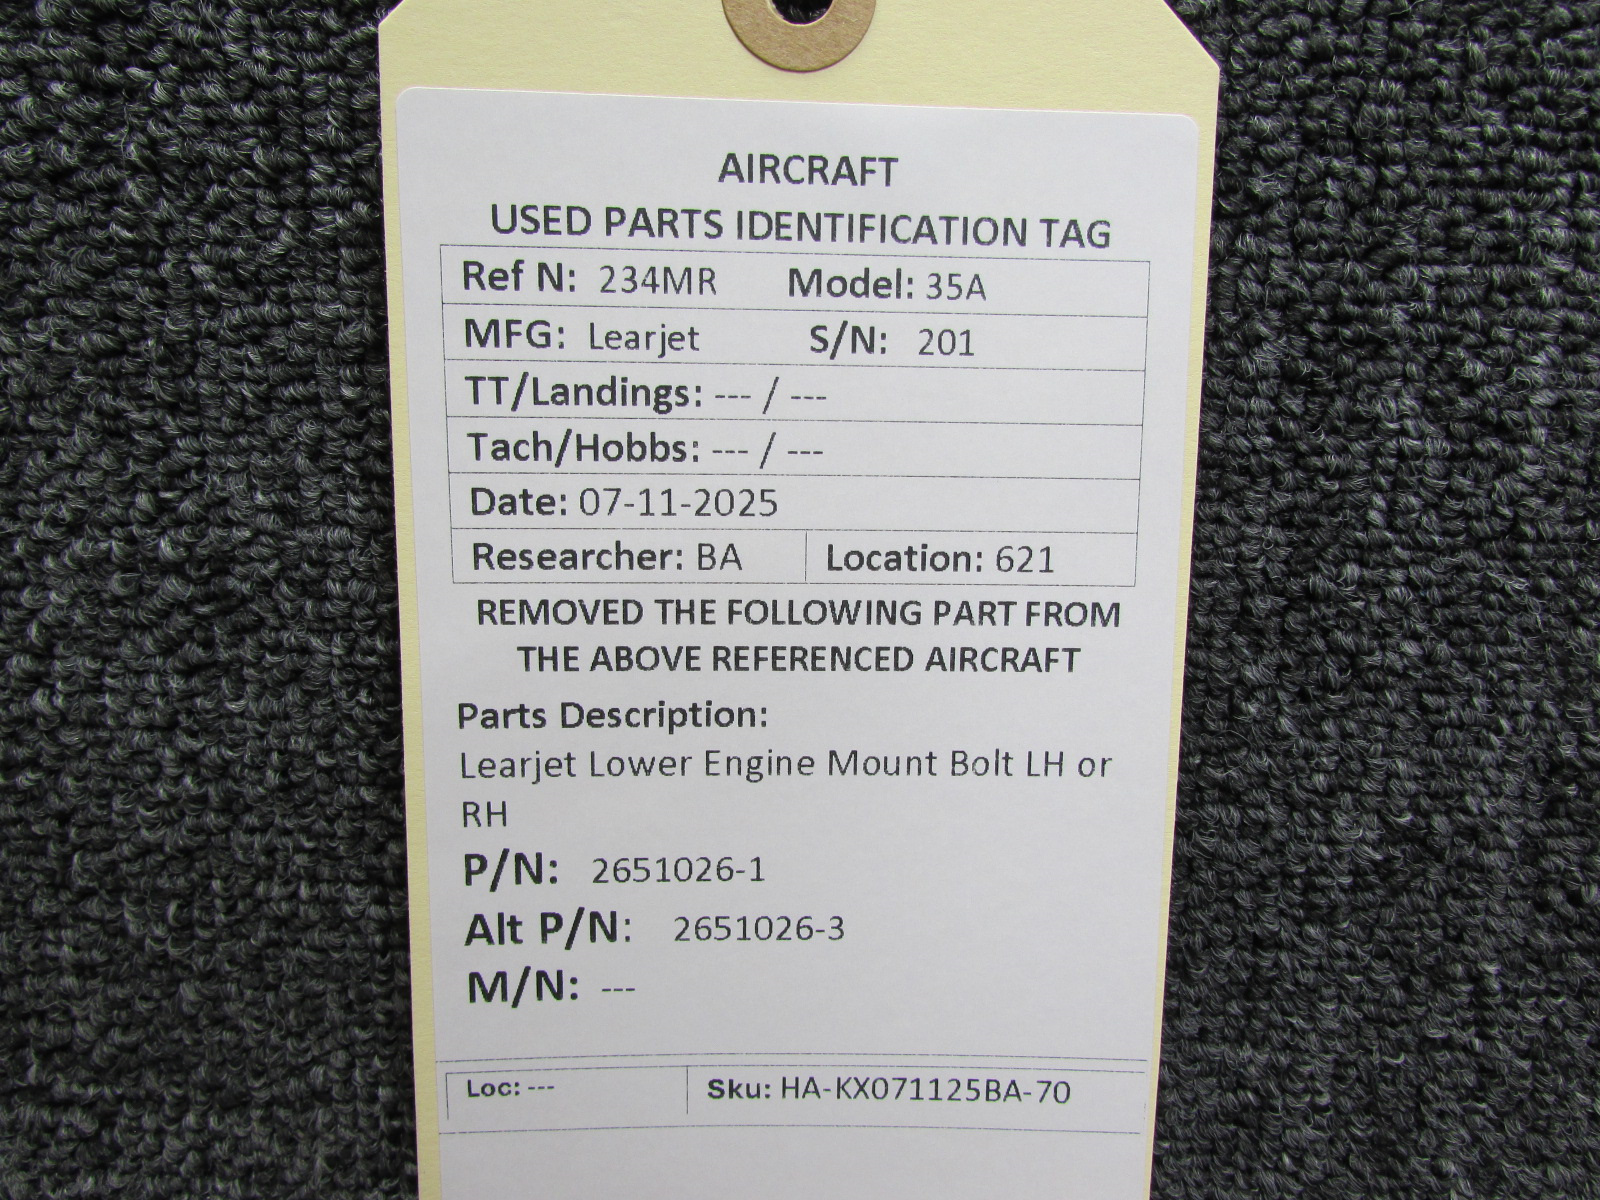 AIRCRAFT
USED PARTS IDENTIFICATION TAG
Ref N: 234MR Model: 35A
MFG: Learjet S/N: 201
TT/Landings: --- / ---
Tach/Hobbs: --- / ---
Date: 07-11-2025
Researcher: BA Location: 621
REMOVED THE FOLLOWING PART FROM
THE ABOVE REFERENCED AIRCRAFT
Parts Description:
Learjet Lower Engine Mount Bolt LH or
RH
P/N: 2651026-1
Alt P/N: 2651026-3
M/N: ---
Loc: --- Sku: HA-KX071125BA-70